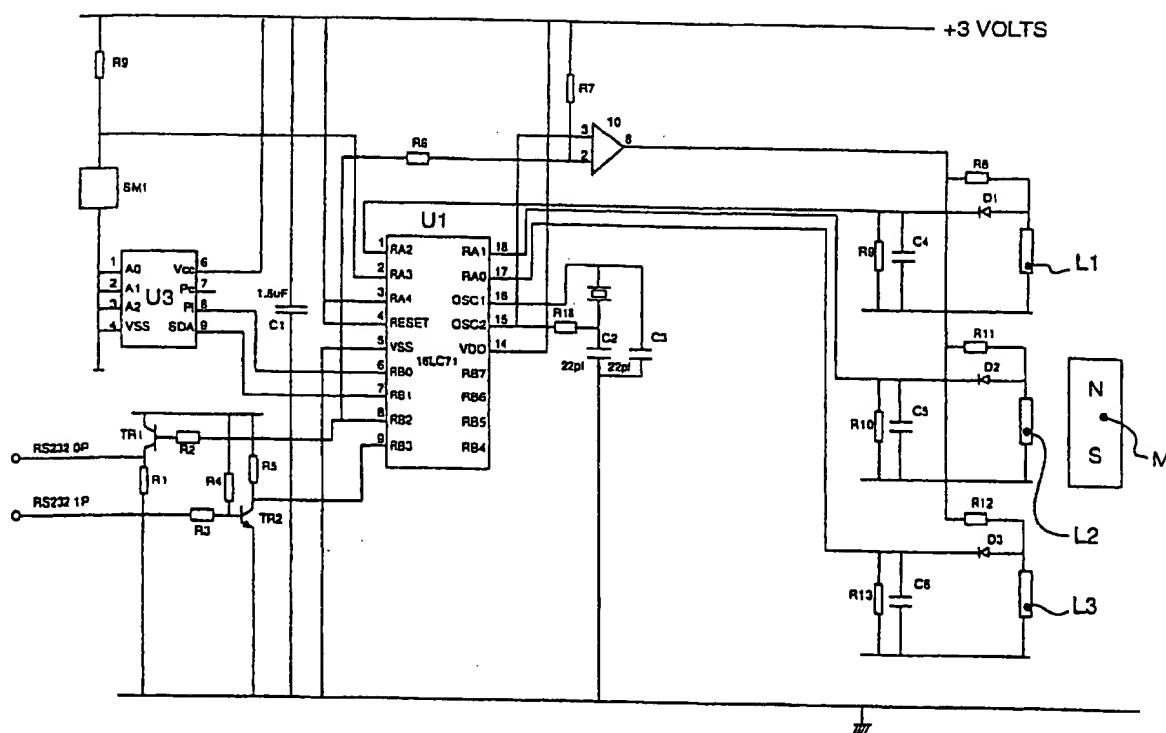 +3 VOLTS
R9
R7
10
3
2
6
R6
SM1
R8
D1
U1
1 RA2 RA1 18
2 RA3 RA0 17
3 RA4 OSC1 16
4 RESET OSC2 15
5 VSS VDD 14
16LC71
6 RB0 RB7
7 RB1 RB6
8 RB2 RB5
9 RB3 RB4
R9
C4
L1
1 A0 Vcc 6
2 A1 Pc 7
3 A2 PI 8
4 VSS SDA 9
U3
1.8uF
C1
R18
C2
22pf
C3
22pf
R11
D2
R10
C5
N
S
M
L2
TR1
R2
RS232 OP
R1
R4
R5
RS232 1P
R3
TR2
R12
D3
R13
C6
L3